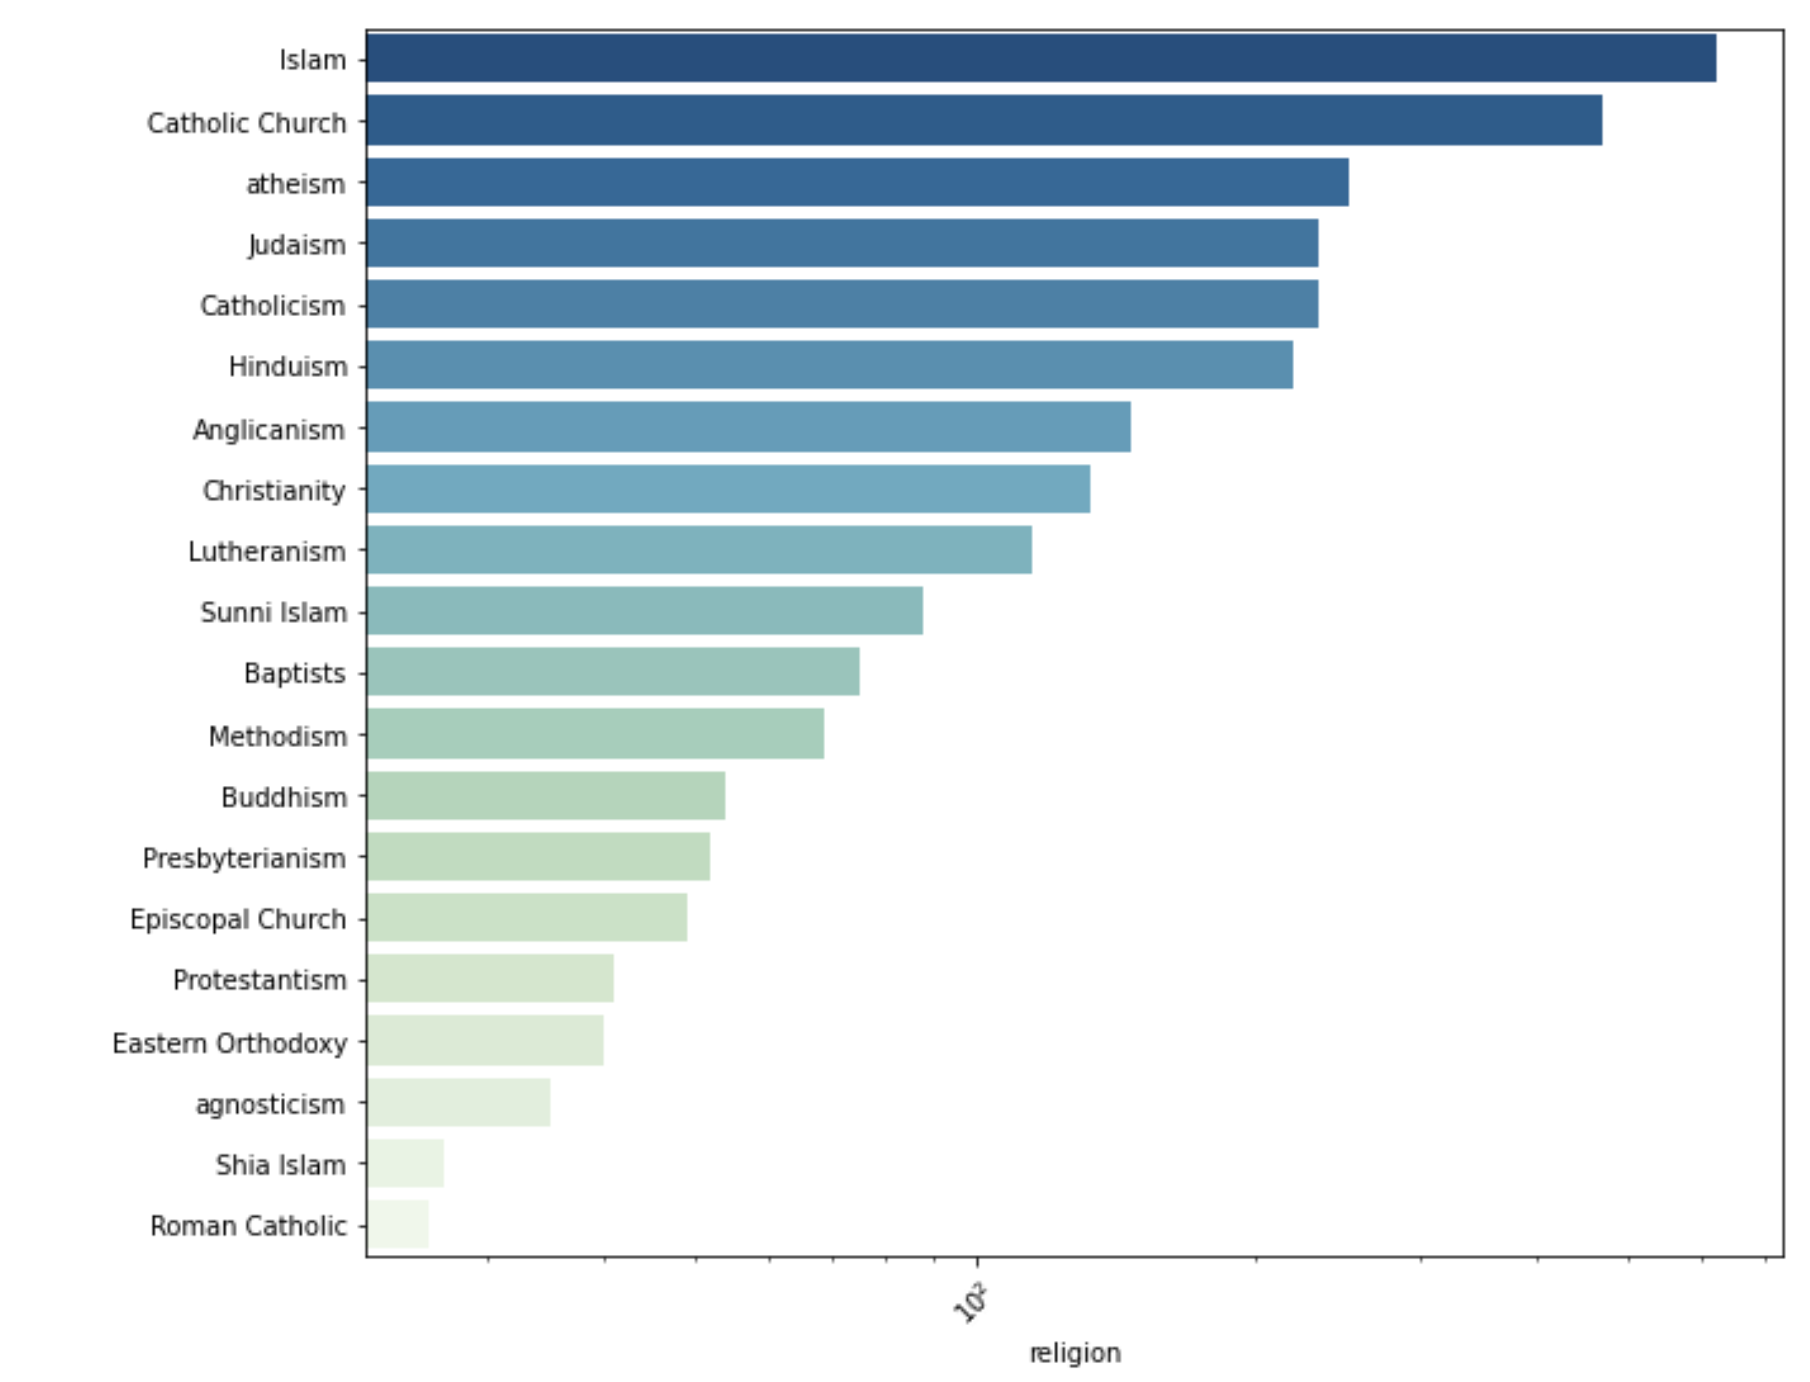 Islam
Catholic Church
atheism
Judaism
Catholicism
Hinduism
Anglicanism
Christianity
Lutheranism
Sunni Islam
Baptists
Methodism
Buddhism
Presbyterianism
Episcopal Church
Protestantism
Eastern Orthodoxy
agnosticism
Shia Islam
Roman Catholic
10²
religion